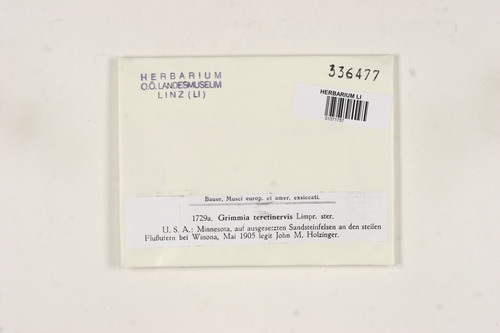 HERBARIUM
O.Ö. LANDESMUSEUM
LINZ (LI)
336477
HERBARIUM LI
01071757
Bauer, Musci europ. et amer. exsiccati.
1729a. Grimmia teretinervis Limpr. ster.
U. S. A.: Minnesota, auf ausgesetzten Sandsteinfelsen an den steilen
Flußufern bei Winona, Mai 1905 legit John M. Holzinger.